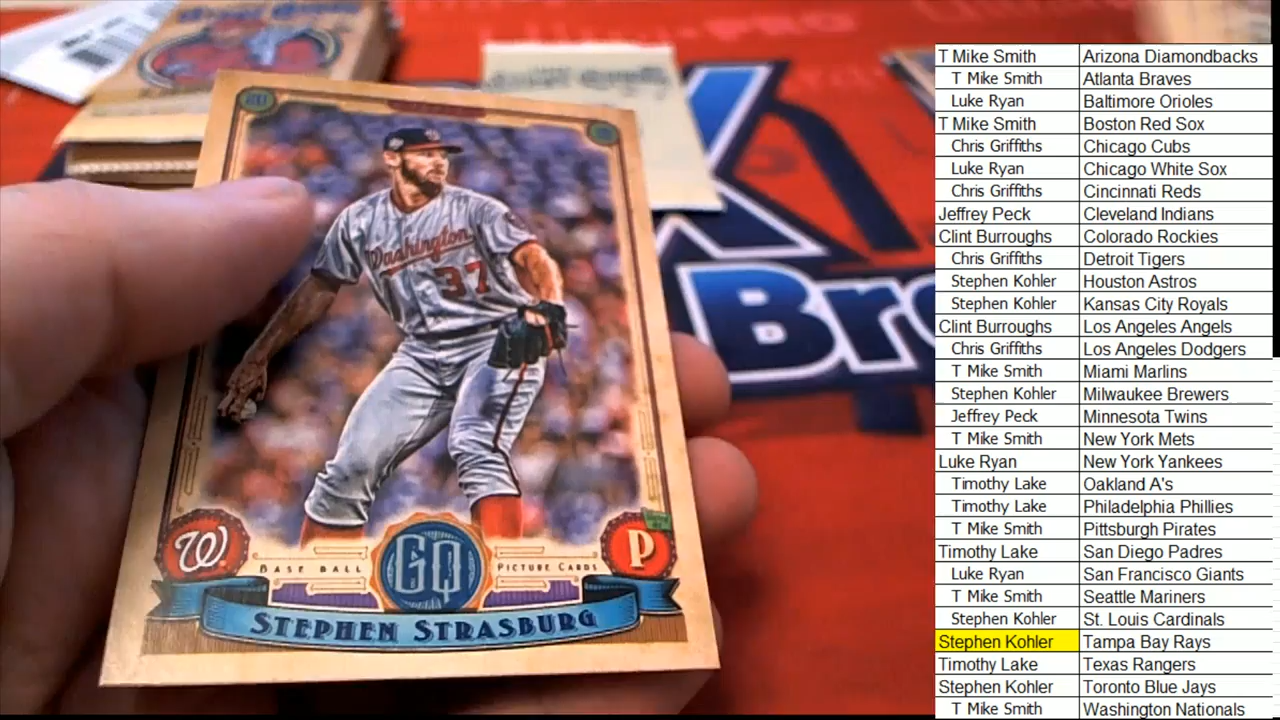 Washington
37
W
GQ
P
BASE BALL
PICTURE CARDS
STEPHEN STRASBURG
PRO
Bre
T Mike Smith Arizona Diamondbacks
T Mike Smith Atlanta Braves
Luke Ryan Baltimore Orioles
T Mike Smith Boston Red Sox
Chris Griffiths Chicago Cubs
Luke Ryan Chicago White Sox
Chris Griffiths Cincinnati Reds
Jeffrey Peck Cleveland Indians
Clint Burroughs Colorado Rockies
Chris Griffiths Detroit Tigers
Stephen Kohler Houston Astros
Stephen Kohler Kansas City Royals
Clint Burroughs Los Angeles Angels
Chris Griffiths Los Angeles Dodgers
T Mike Smith Miami Marlins
Stephen Kohler Milwaukee Brewers
Jeffrey Peck Minnesota Twins
T Mike Smith New York Mets
Luke Ryan New York Yankees
Timothy Lake Oakland A's
Timothy Lake Philadelphia Phillies
T Mike Smith Pittsburgh Pirates
Timothy Lake San Diego Padres
Luke Ryan San Francisco Giants
T Mike Smith Seattle Mariners
Stephen Kohler St. Louis Cardinals
Stephen Kohler Tampa Bay Rays
Timothy Lake Texas Rangers
Stephen Kohler Toronto Blue Jays
T Mike Smith Washington Nationals